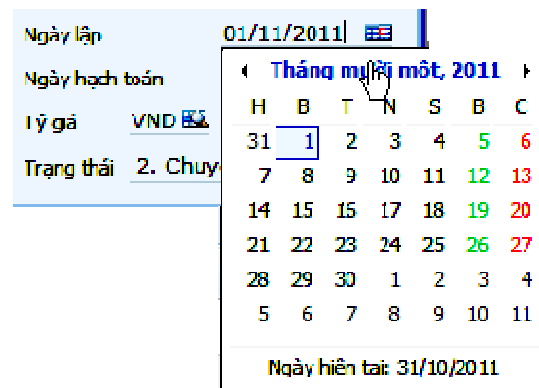 Ngày lập 01/11/2011
Ngày hạch toán
Tỷ giá VND
Trạng thái 2. Chuy
Tháng mười một, 2011
H B T N S B C
31 1 2 3 4 5 6
7 8 9 10 11 12 13
14 15 16 17 18 19 20
21 22 23 24 25 26 27
28 29 30 1 2 3 4
5 6 7 8 9 10 11
Ngày hiện tại: 31/10/2011